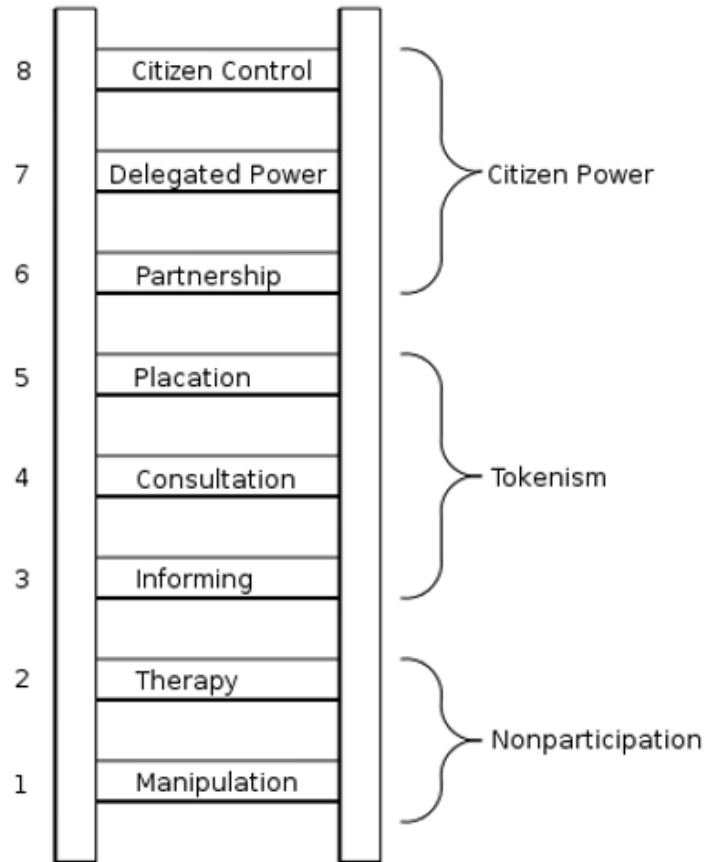 8 Citizen Control
7 Delegated Power Citizen Power
6 Partnership
5 Placation
4 Consultation Tokenism
3 Informing
2 Therapy
Nonparticipation
1 Manipulation